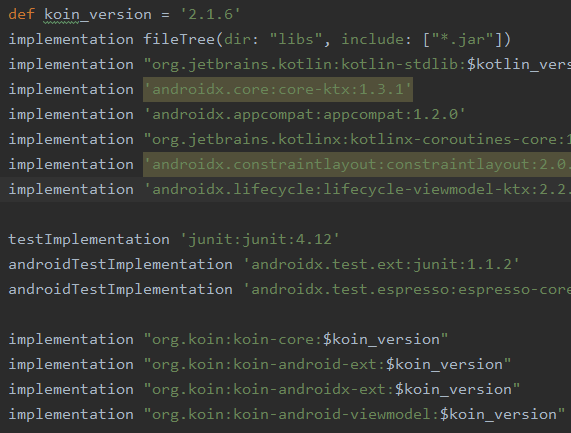 def koin_version = '2.1.6'
implementation fileTree(dir: "libs", include: ["*.jar"])
implementation "org.jetbrains.kotlin:kotlin-stdlib:$kotlin_vers
implementation 'androidx.core:core-ktx:1.3.1'
implementation 'androidx.appcompat:appcompat:1.2.0'
implementation "org.jetbrains.kotlinx:kotlinx-coroutines-core:1
implementation 'androidx.constraintlayout:constraintlayout:2.0.
implementation 'androidx.lifecycle:lifecycle-viewmodel-ktx:2.2.
testImplementation 'junit:junit:4.12'
androidTestImplementation 'androidx.test.ext:junit:1.1.2'
androidTestImplementation 'androidx.test.espresso:espresso-core
implementation "org.koin:koin-core:$koin_version"
implementation "org.koin:koin-android-ext:$koin_version"
implementation "org.koin:koin-androidx-ext:$koin_version"
implementation "org.koin:koin-android-viewmodel:$koin_version"